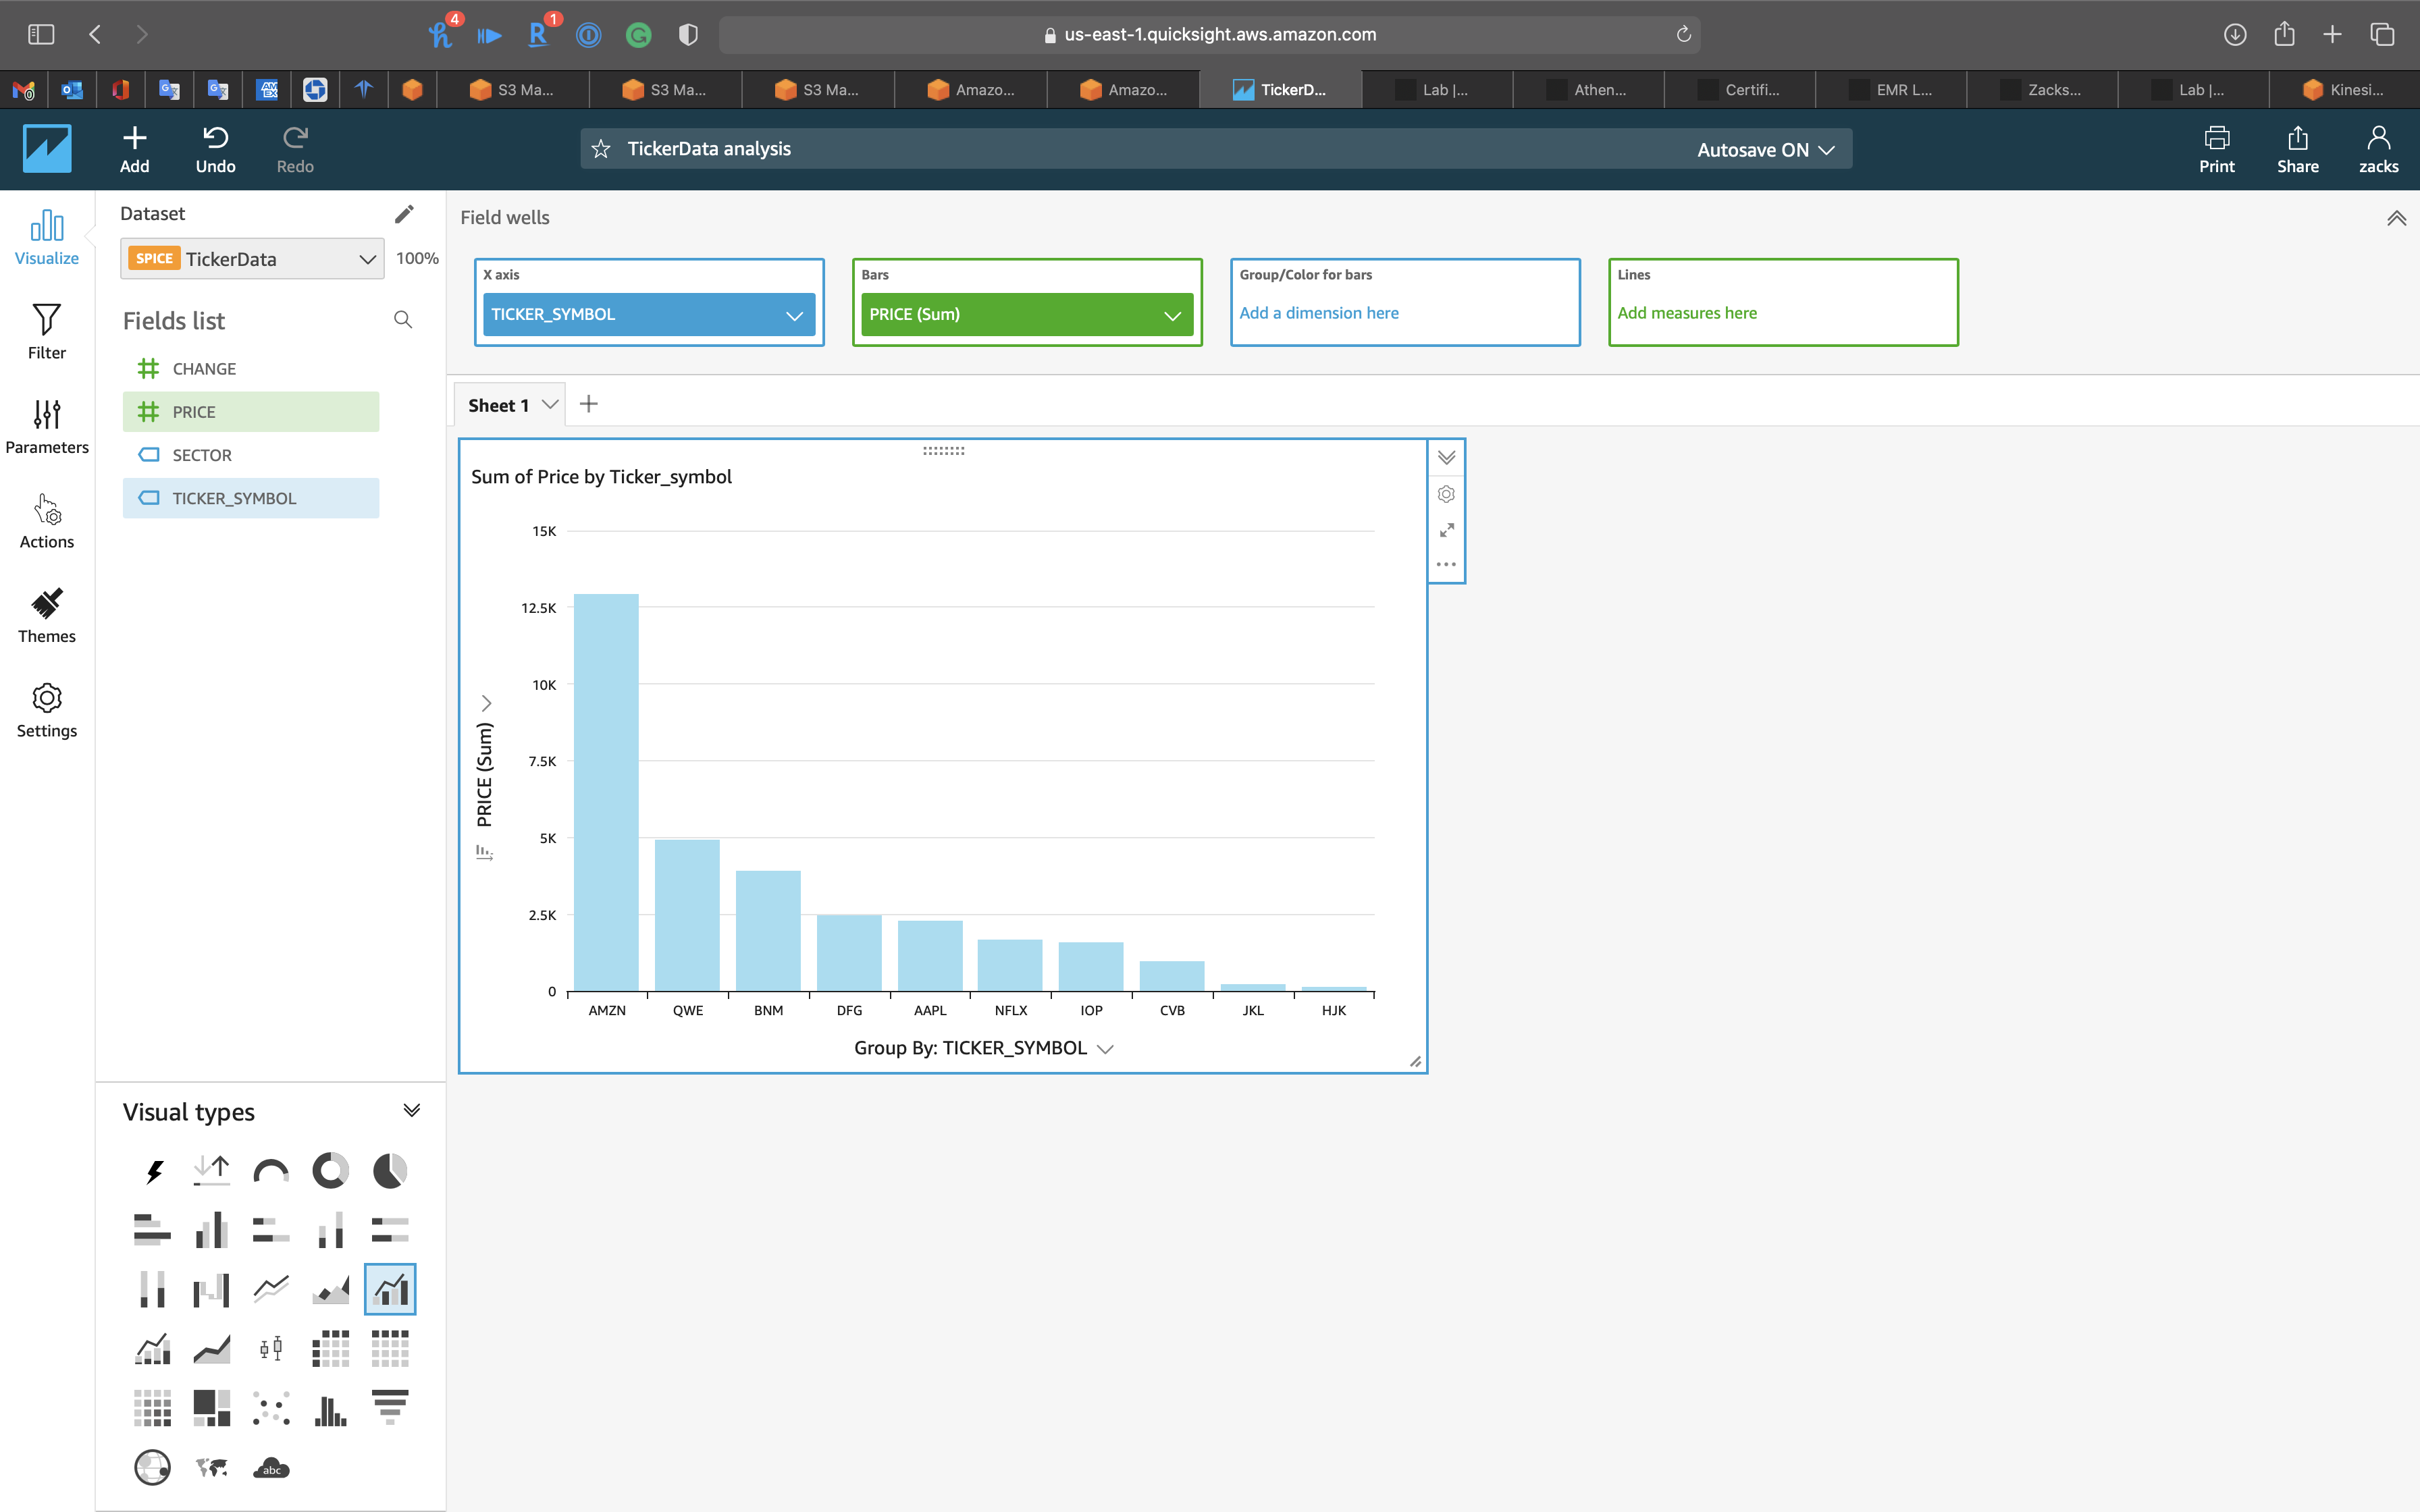 4
1
us-east-1.quicksight.aws.amazon.com
S3 Ma...
S3 Ma...
S3 Ma...
Amazo...
Amazo...
TickerD...
Lab |...
Athen...
Certifi...
EMR L...
Zacks...
Lab |...
Kinesi...
Add
Undo
Redo
TickerData analysis
Autosave ON
Print
Share
zacks
Visualize
Filter
Parameters
Actions
Themes
Settings
Dataset
SPICE TickerData
100%
Fields list
CHANGE
PRICE
SECTOR
TICKER_SYMBOL
Field wells
X axis
TICKER_SYMBOL
Bars
PRICE (Sum)
Group/Color for bars
Add a dimension here
Lines
Add measures here
Sheet 1
Sum of Price by Ticker_symbol
15K
12.5K
10K
7.5K
5K
2.5K
0
PRICE (Sum)
AMZN
QWE
BNM
DFG
AAPL
NFLX
IOP
CVB
JKL
HJK
Group By: TICKER_SYMBOL
Visual types
abc